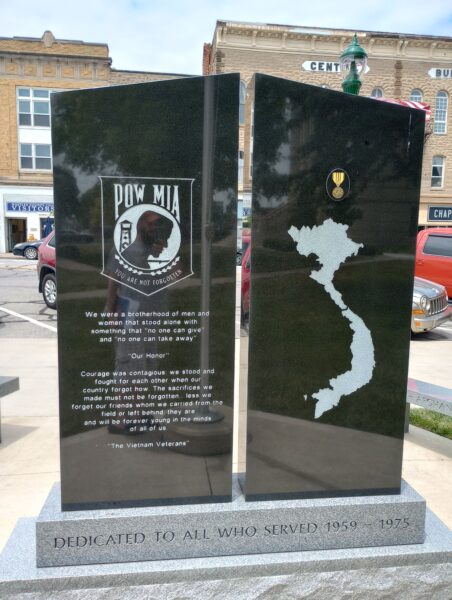 CENT
BU
VISITORS
CHAP
POW MIA
YOU ARE NOT FORGOTTEN
We were a brotherhood of men and
women that stood alone with
something that "no one can give"
and "no one can take away"
"Our Honor"
Courage was contagious. we stood and
fought for each other when our
country forgot how. The sacrifices we
made must not be forgotten.. less we
forget our friends whom we carried from the
field or left behind, they are
and will be forever young in the minds
of all of us
"The Vietnam Veterans"
DEDICATED TO ALL WHO SERVED 1959 - 1975